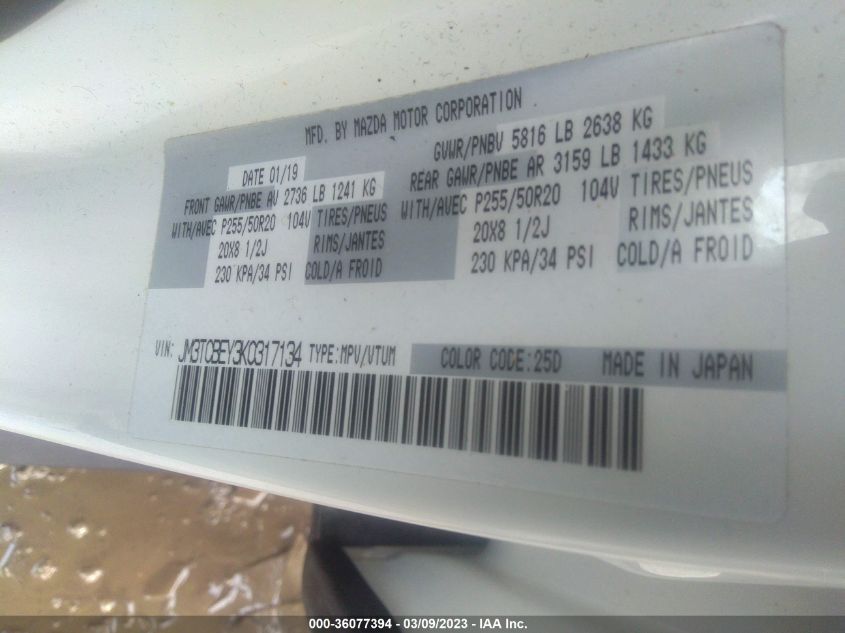 MFD. BY MAZDA MOTOR CORPORATION
DATE 01/19
GVWR/PNBV 5816 LB 2638 KG
FRONT GAWR/PNBE AV 2736 LB 1241 KG
REAR GAWR/PNBE AR 3159 LB 1433 KG
WITH/AVEC P255/50R20 104V TIRES/PNEUS
WITH/AVEC P255/50R20 104V TIRES/PNEUS
20X8 1/2J RIMS/JANTES
20X8 1/2J RIMS/JANTES
230 KPA/34 PSI COLD/A FROID
230 KPA/34 PSI COLD/A FROID
VIN: JM3TCBEY3K0317134 TYPE:MPV/VTUM COLOR CODE:25D MADE IN JAPAN
000-36077394 - 03/09/2023 - IAA Inc.